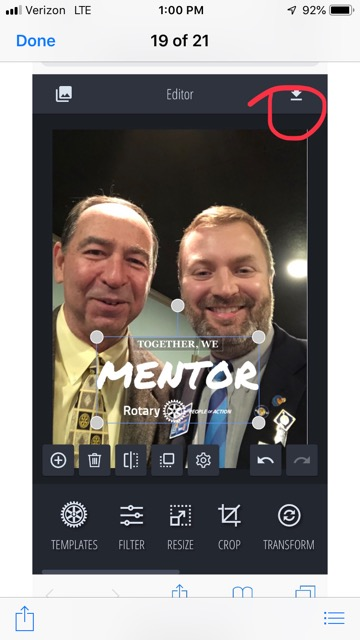 Verizon LTE 1:00 PM 92%
Done 19 of 21
Editor
TOGETHER, WE
MENTOR
Rotary PEOPLE OF ACTION
TEMPLATES FILTER RESIZE CROP TRANSFORM